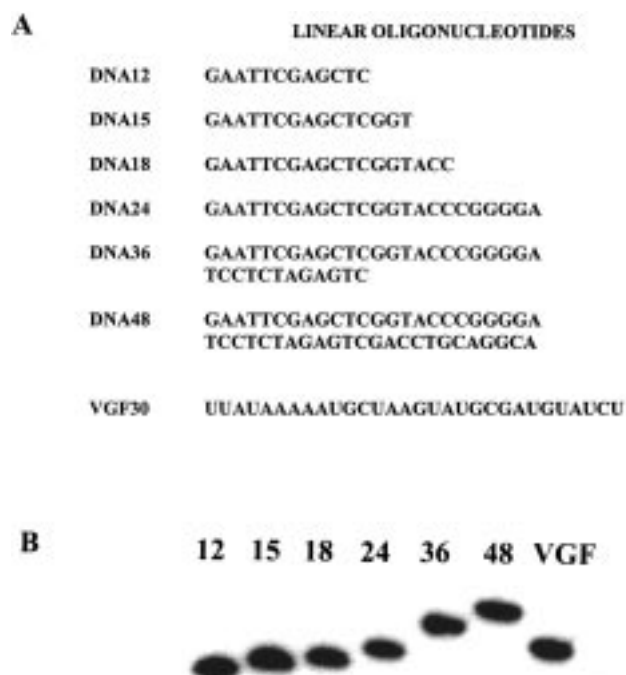 A
LINEAR OLIGONUCLEOTIDES
DNA12 GAATTCGAGCTC
DNA15 GAATTCGAGCTCGGT
DNA18 GAATTCGAGCTCGGTACC
DNA24 GAATTCGAGCTCGGTACCCGGGGA
DNA36 GAATTCGAGCTCGGTACCCGGGGA
TCCTCTAGAGTC
DNA48 GAATTCGAGCTCGGTACCCGGGGA
TCCTCTAGAGTCGACCTGCAGGCA
VGF30 UUAUAAAAAUGCUAAGUAUGCGAUGUAUCU
B
12 15 18 24 36 48 VGF